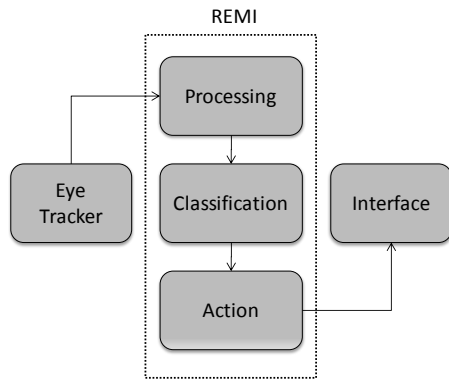 REMI
Processing
Eye
Tracker
Classification
Interface
Action